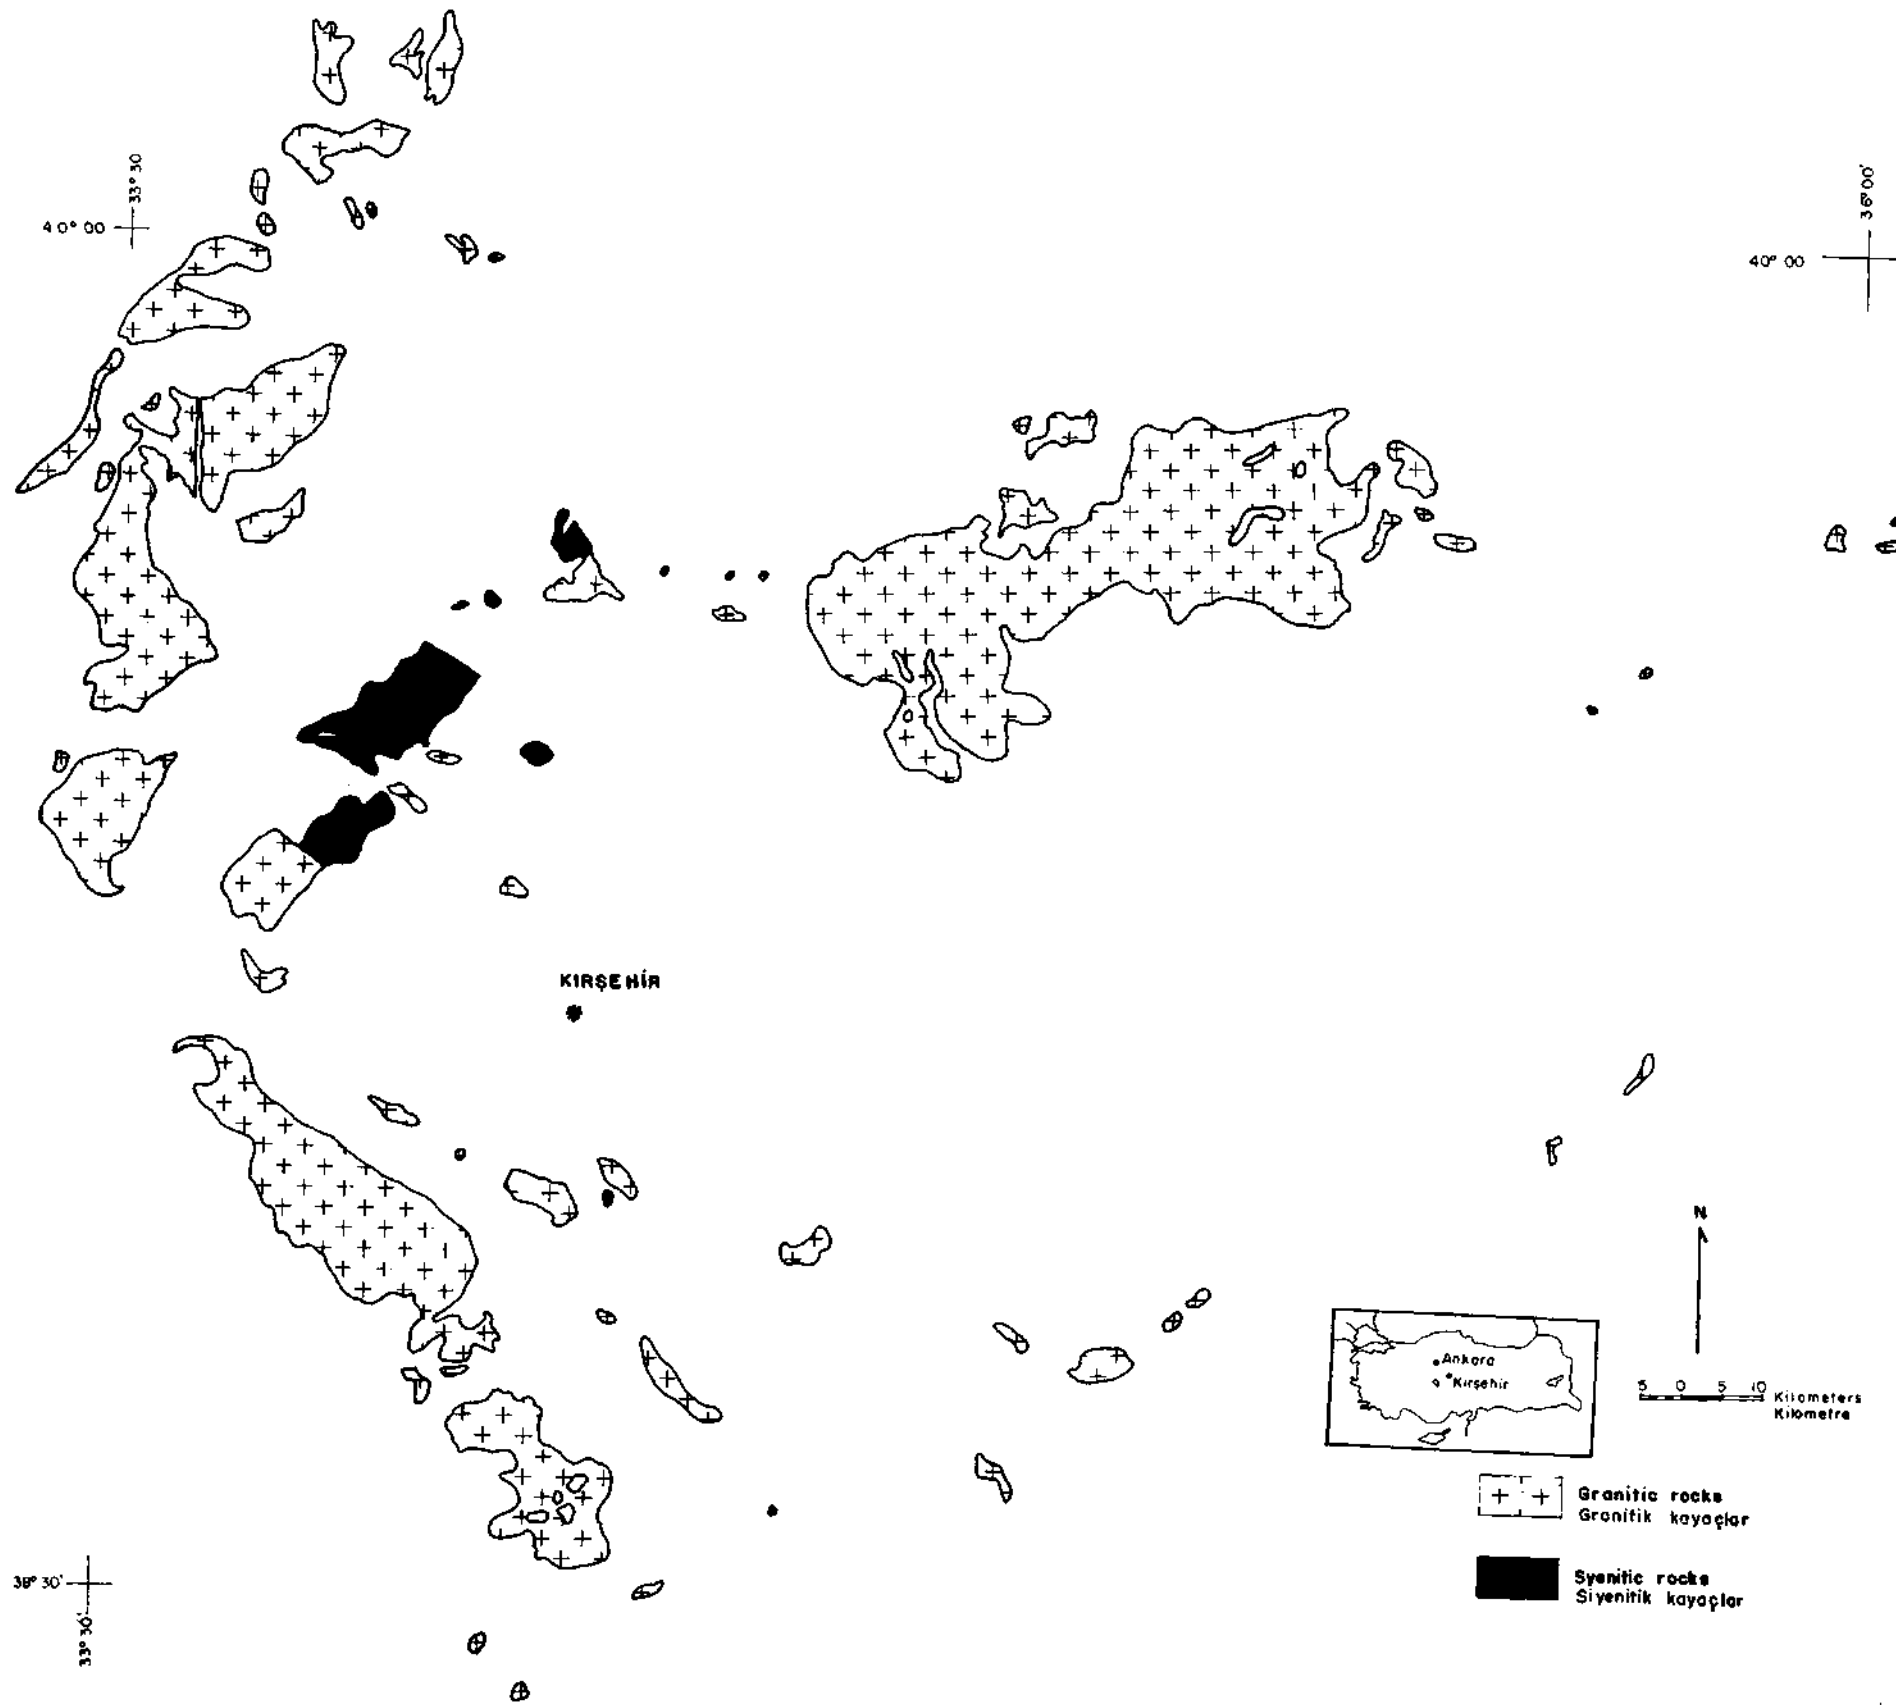 33° 30
40° 00
36° 00'
40° 00
KIRŞEHİR
N
Ankara
Kırşehir
5 0 5 10 Kilometers
Kilometre
Granitic rocks
Granitik kayaçlar
Syenitic rocks
Siyenitik kayaçlar
38° 30'
33° 30'